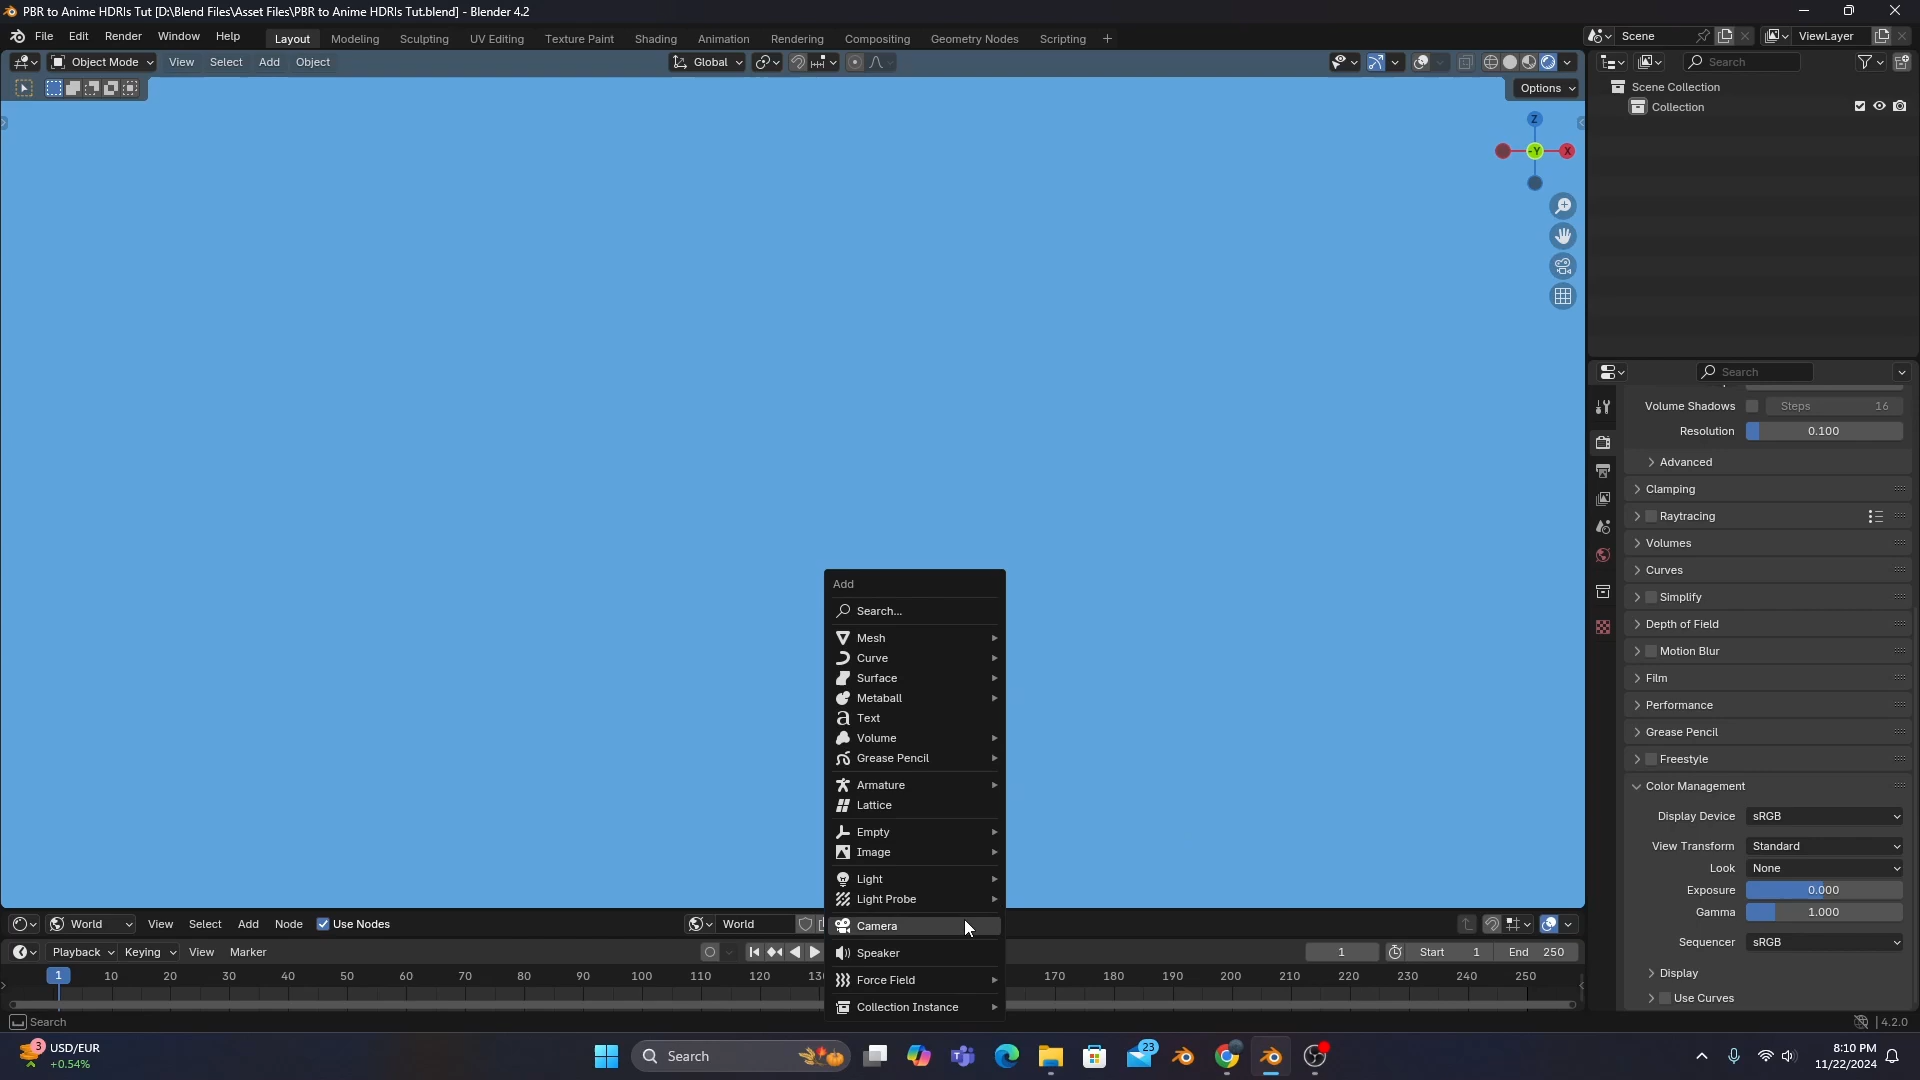 PBR to Anime HDRIs Tut [D:\Blend Files\Asset Files\PBR to Anime HDRIs Tut.blend] - Blender 4.2
File Edit Render Window Help Layout Modeling Sculpting UV Editing Texture Paint Shading Animation Rendering Compositing Geometry Nodes Scripting + Scene ViewLayer
Object Mode View Select Add Object Global Search
Options
Scene Collection
Collection
Z
-Y X
Search
Volume Shadows Steps 16
Resolution 0.100
Advanced
Clamping
Raytracing
Volumes
Curves
Simplify
Depth of Field
Motion Blur
Film
Performance
Grease Pencil
Freestyle
Color Management
Display Device sRGB
View Transform Standard
Look None
Exposure 0.000
Gamma 1.000
Sequencer sRGB
Display
Use Curves
Add
Search...
Mesh
Curve
Surface
Metaball
Text
Volume
Grease Pencil
Armature
Lattice
Empty
Image
Light
Light Probe
Camera
Speaker
Force Field
Collection Instance
World View Select Add Node Use Nodes World
Playback Keying View Marker 1 Start 1 End 250
1 10 20 30 40 50 60 70 80 90 100 110 120 170 180 190 200 210 220 230 240 250
Search 4.2.0
3 USD/EUR
+0.54%
Search
23
8:10 PM
11/22/2024